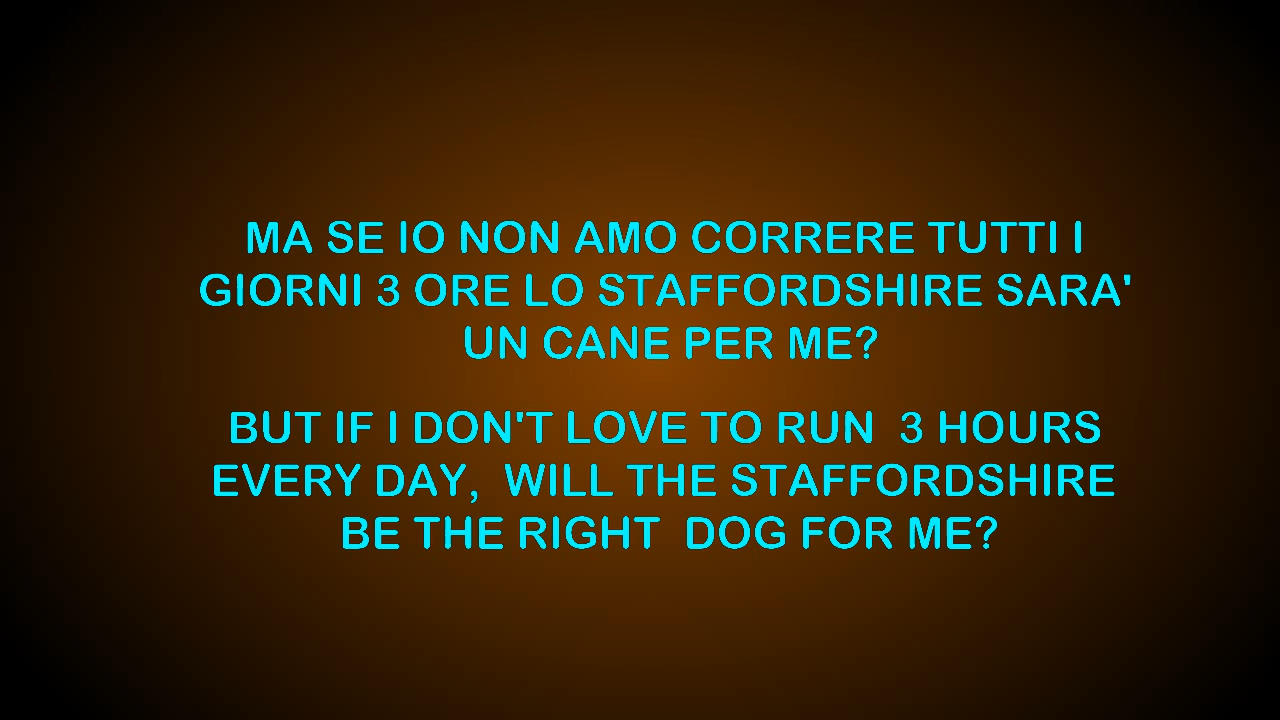 MA SE IO NON AMO CORRERE TUTTI I
GIORNI 3 ORE LO STAFFORDSHIRE SARA'
UN CANE PER ME?
BUT IF I DON'T LOVE TO RUN  3 HOURS
EVERY DAY,  WILL THE STAFFORDSHIRE
BE THE RIGHT  DOG FOR ME?